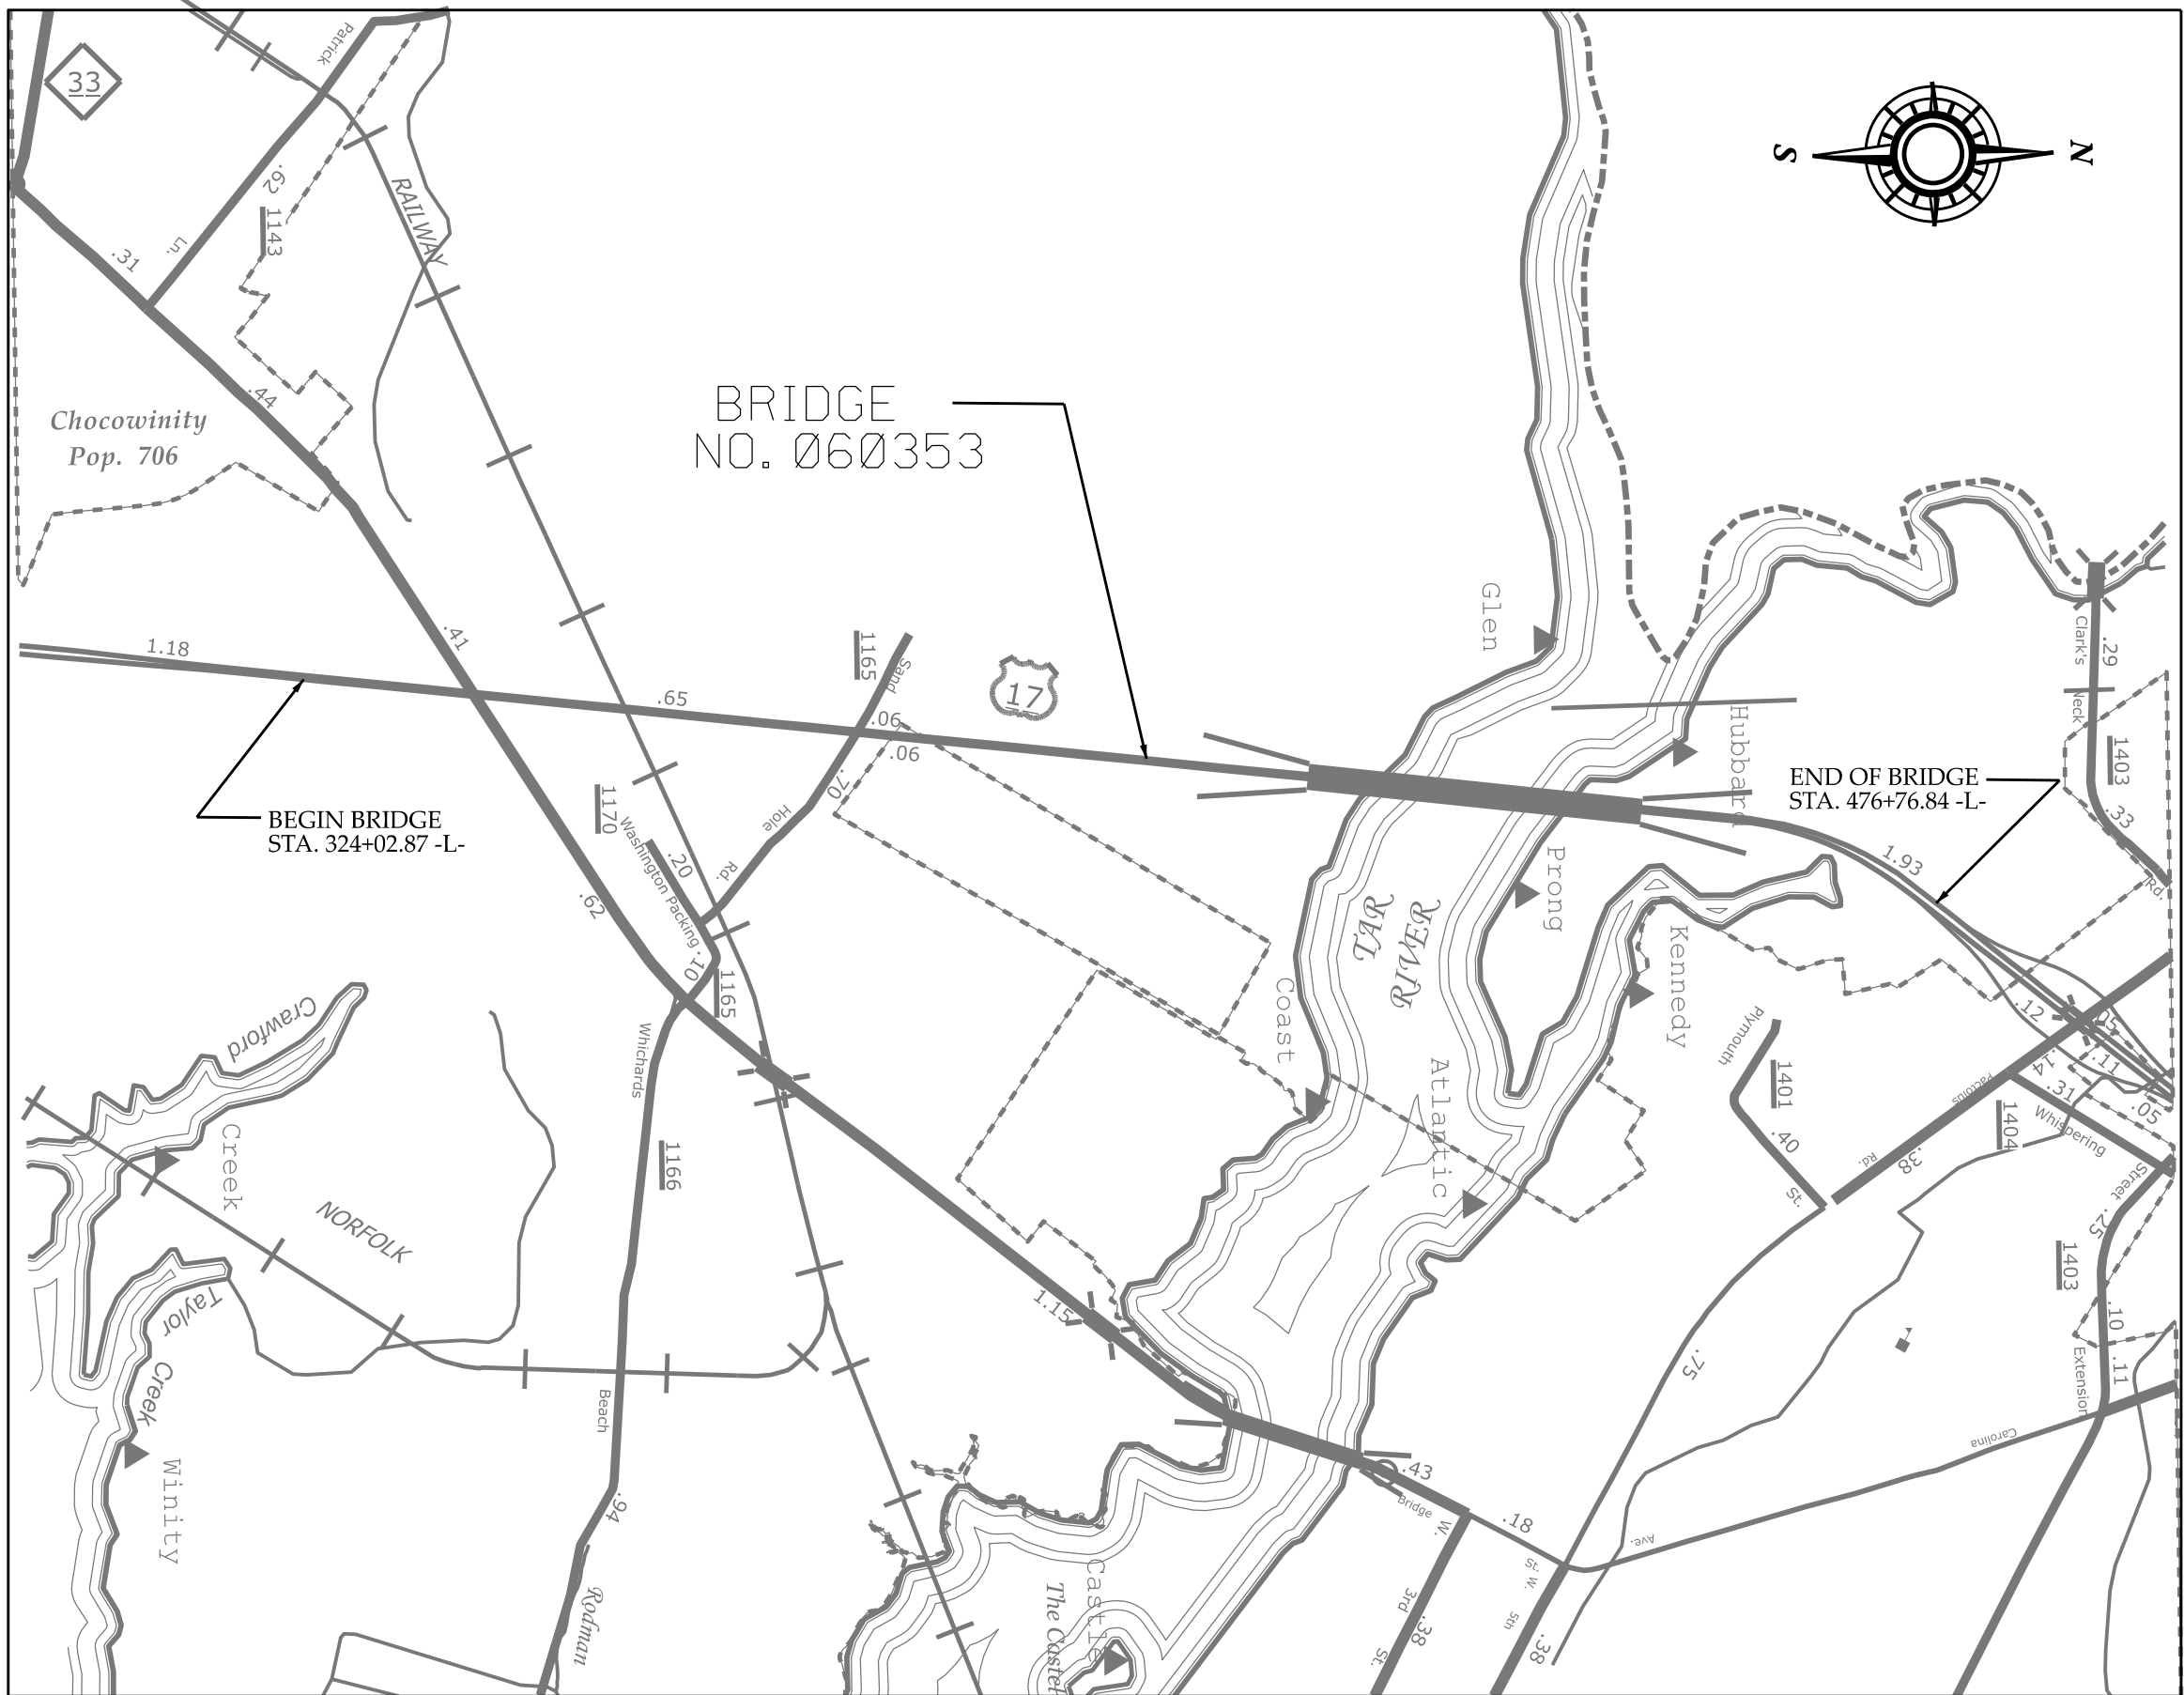 33
Patrick
.62
Ln.
1143
RAILWAY
.31
.44
Chocowinity
Pop. 706
BRIDGE
NO. 060353
S
N
Glen
1.18
.41
.65
1165
Sand
.06
.06
17
.70
Hole
Rd.
BEGIN BRIDGE
STA. 324+02.87 -L-
1170
Washington Packing
.20
.10
1165
.62
Hubbard
Clark's
.29
Neck
1403
.33
Rd.
END OF BRIDGE
STA. 476+76.84 -L-
1.93
Prong
TAR
RIVER
Kennedy
Coast
Atlantic
Plymouth
1401
.40
St.
.12
.05
.11
.14
.31
.05
Pactolus
Rd.
.38
1404
Whispering
Street
.25
1403
.10
.11
Extension
Crawford
Creek
Whichards
1166
NORFOLK
Taylor
Creek
Winity
Beach
.94
Rodman
1.15
.75
Carolina
Ave.
.43
Bridge
.18
St.
W.
3rd
.38
St.
W.
5th
.38
Castle
The Castel